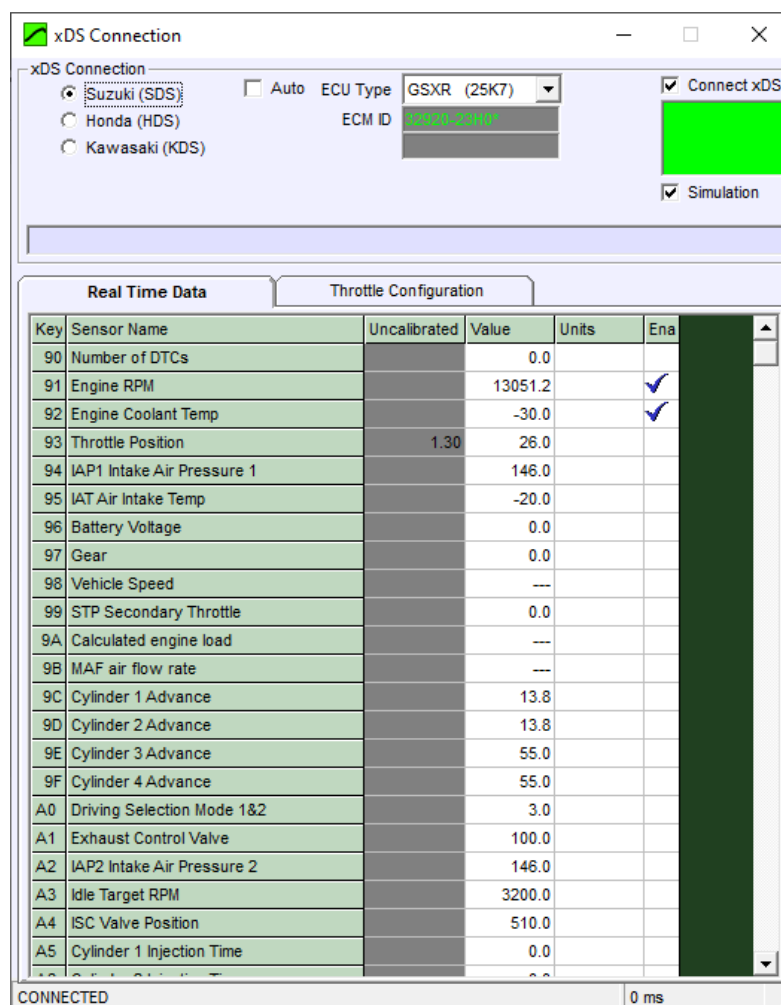 xDS Connection
xDS Connection
Suzuki (SDS)
Auto
ECU Type
GSXR (25K7)
Connect xDS
Honda (HDS)
ECM ID
32920-23H0*
Kawasaki (KDS)
Simulation
Real Time Data
Throttle Configuration
Key Sensor Name Uncalibrated Value Units Ena
90 Number of DTCs 0.0
91 Engine RPM 13051.2
92 Engine Coolant Temp -30.0
93 Throttle Position 1.30 26.0
94 IAP1 Intake Air Pressure 1 146.0
95 IAT Air Intake Temp -20.0
96 Battery Voltage 0.0
97 Gear 0.0
98 Vehicle Speed ---
99 STP Secondary Throttle 0.0
9A Calculated engine load ---
9B MAF air flow rate ---
9C Cylinder 1 Advance 13.8
9D Cylinder 2 Advance 13.8
9E Cylinder 3 Advance 55.0
9F Cylinder 4 Advance 55.0
A0 Driving Selection Mode 1&2 3.0
A1 Exhaust Control Valve 100.0
A2 IAP2 Intake Air Pressure 2 146.0
A3 Idle Target RPM 3200.0
A4 ISC Valve Position 510.0
A5 Cylinder 1 Injection Time 0.0
CONNECTED 0 ms